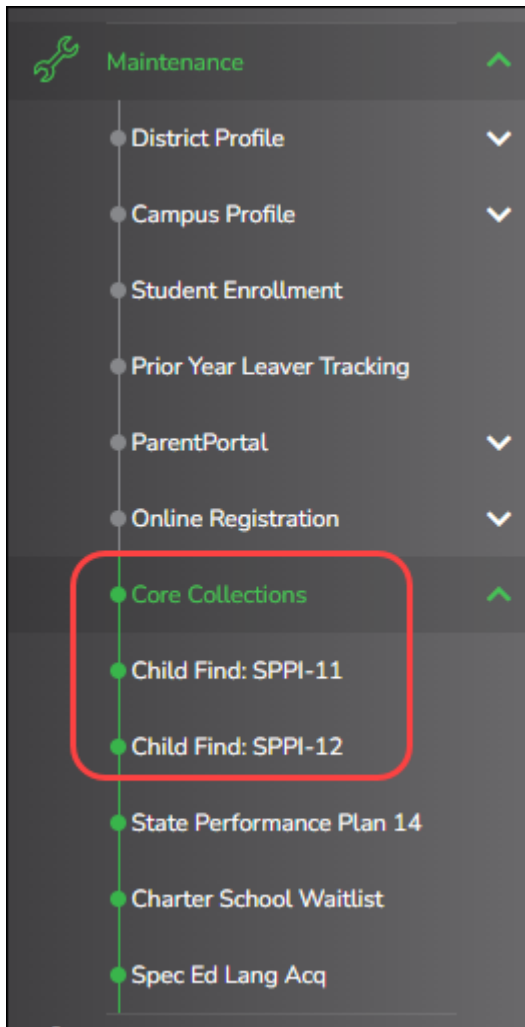 Maintenance
District Profile
Campus Profile
Student Enrollment
Prior Year Leaver Tracking
ParentPortal
Online Registration
Core Collections
Child Find: SPPI-11
Child Find: SPPI-12
State Performance Plan 14
Charter School Waitlist
Spec Ed Lang Acq